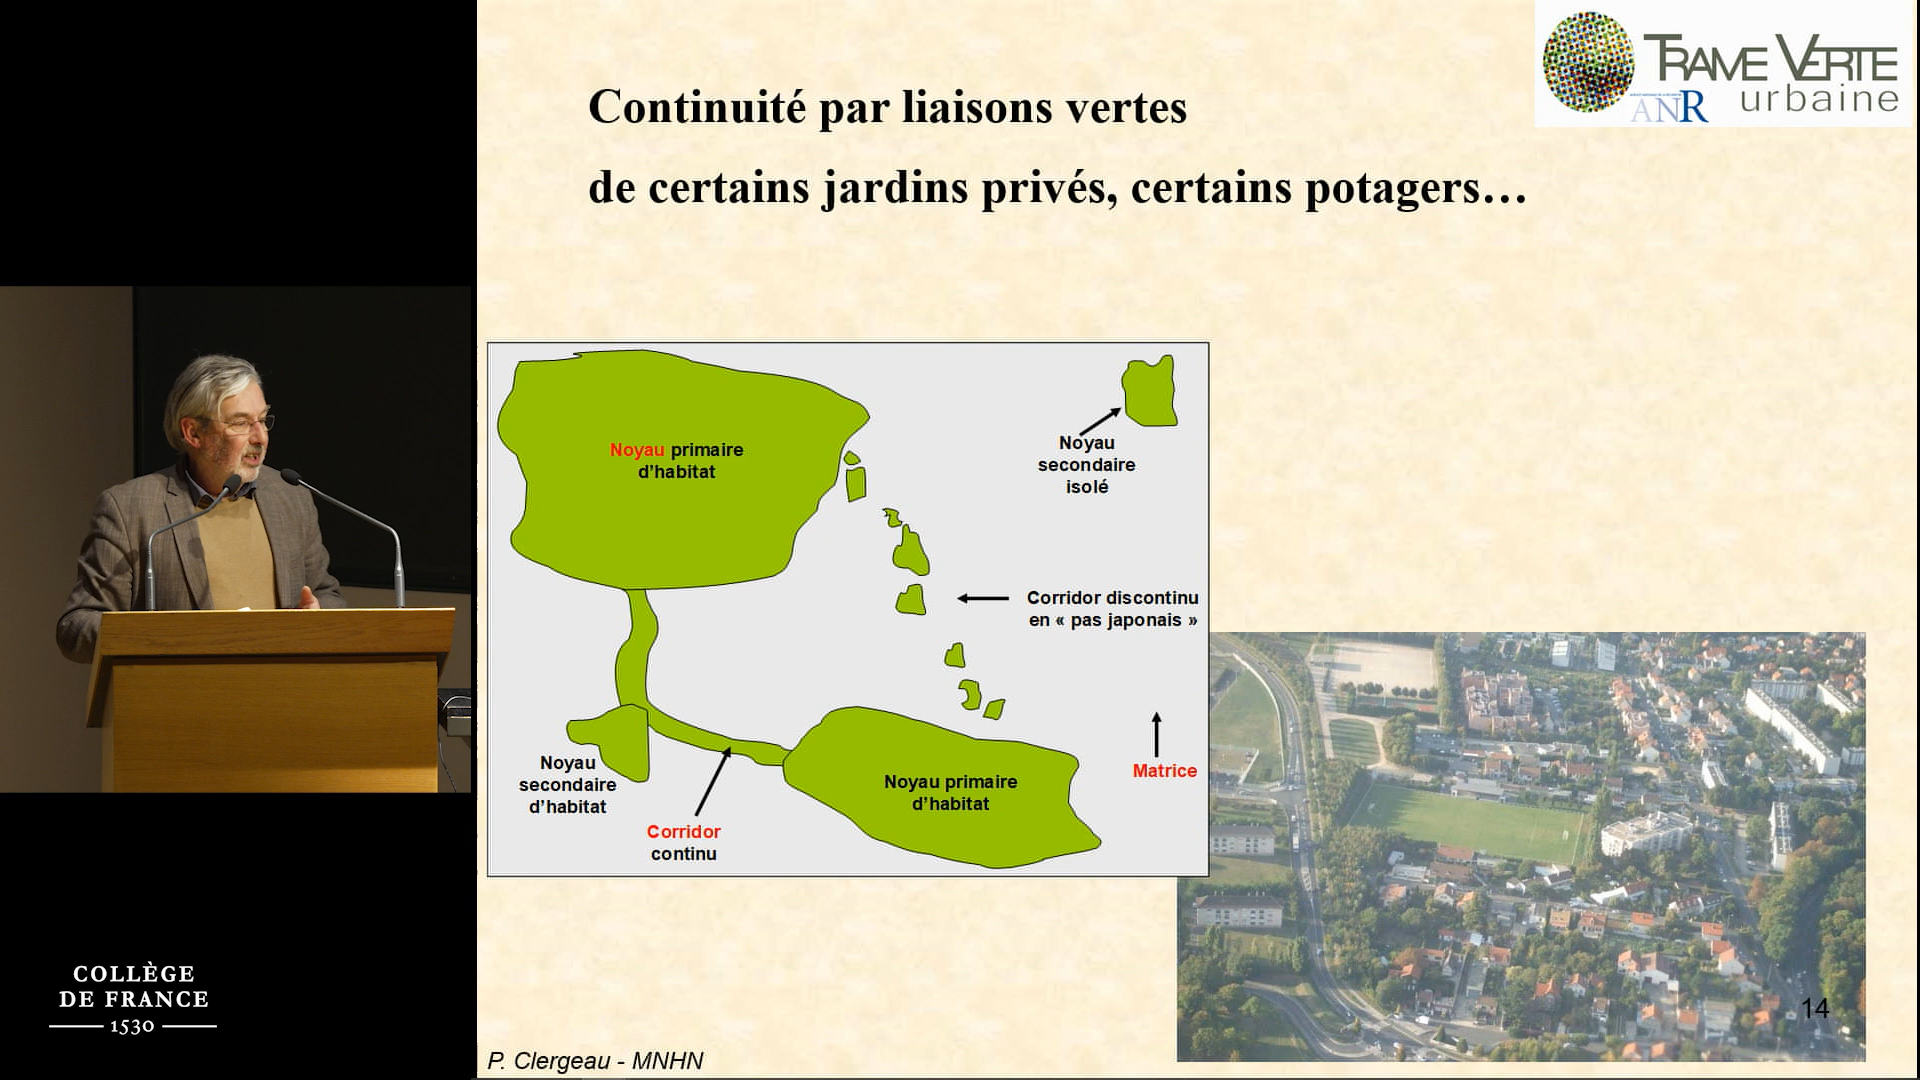 Continuité par liaisons vertes
de certains jardins privés, certains potagers…
TRAME VERTE
urbaine
ANR
Noyau primaire
d’habitat
Noyau
secondaire
isolé
Corridor discontinu
en « pas japonais »
Matrice
Noyau
secondaire
d’habitat
Corridor
continu
Noyau primaire
d’habitat
14
P. Clergeau - MNHN
COLLÈGE
DE FRANCE
1530